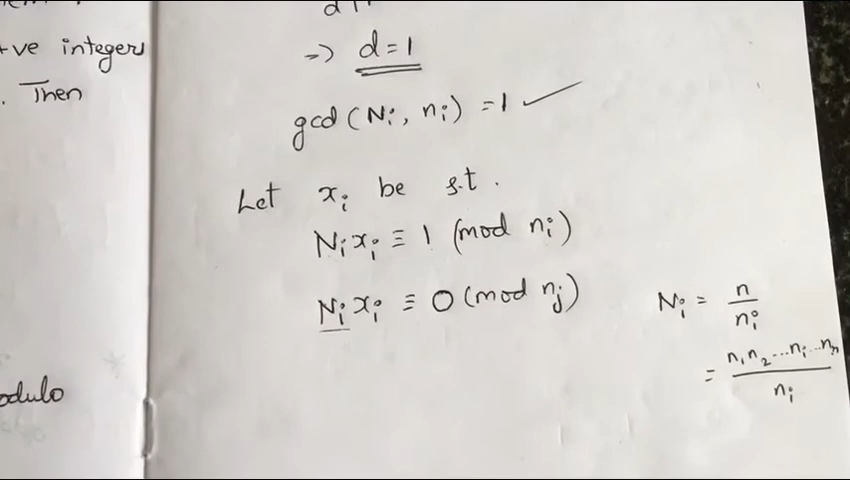 +ve integers
. Then
odulo
=> d=1
gcd (Ni, ni) = 1 ✓
Let xi be s.t.
Nixi ≡ 1 (mod ni)
Nixi ≡ 0 (mod nj)
Ni = n/ni
= n1n2...ni...nr/ni